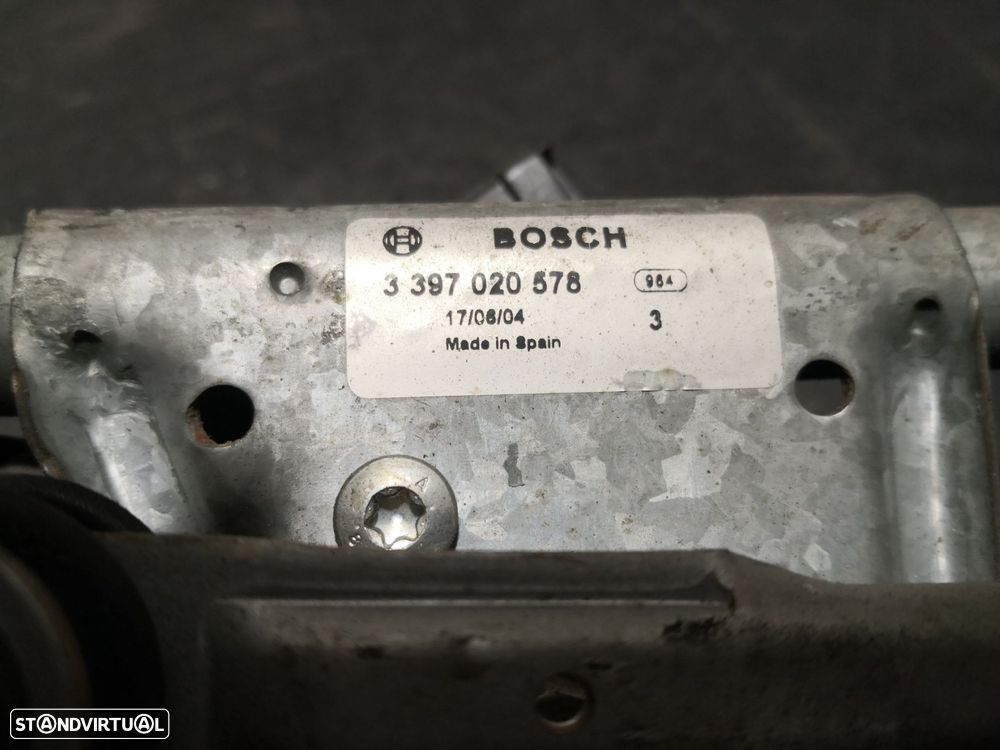 BOSCH
3 397 020 578 984
17/06/04 3
Made in Spain
A
STANDVIRTUAL